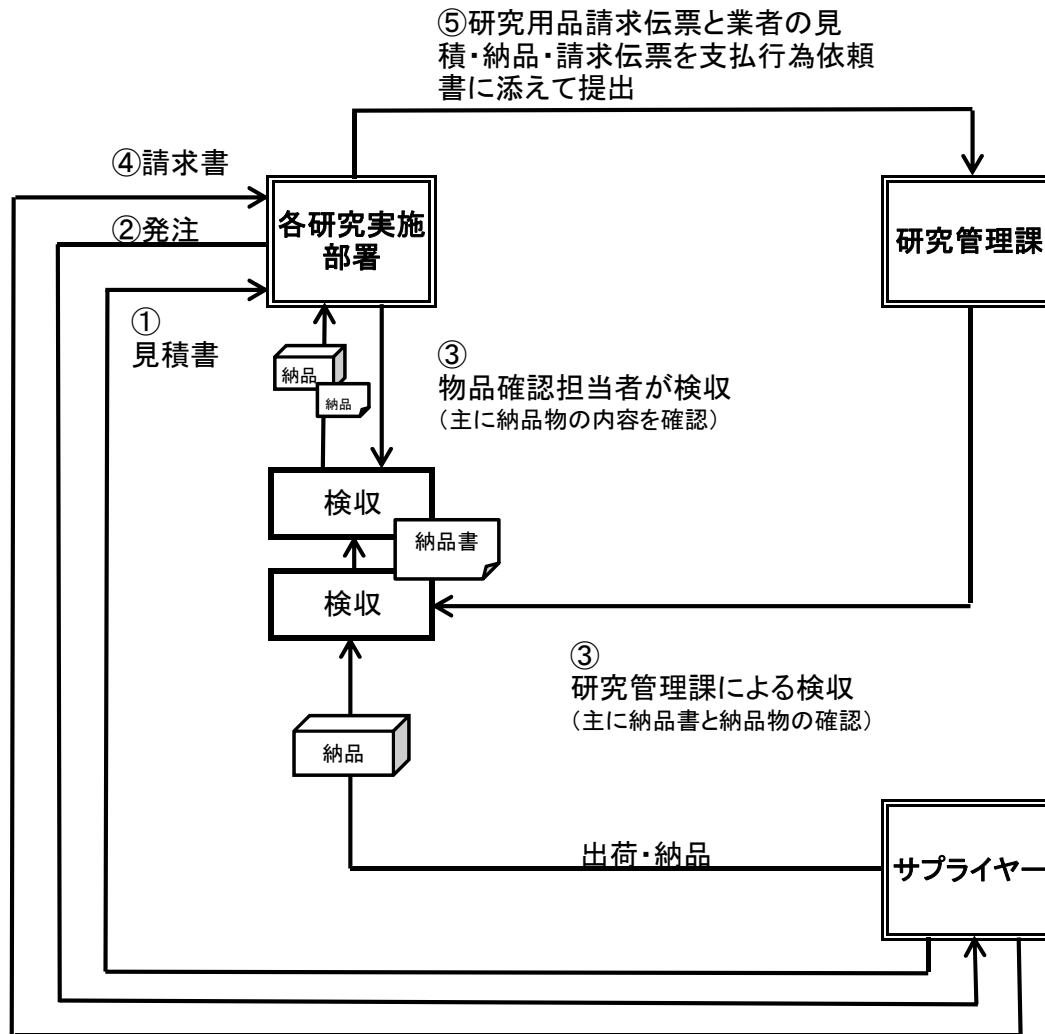 ⑤研究用品請求伝票と業者の見
積・納品・請求伝票を支払行為依頼
書に添えて提出
④請求書
②発注
各研究実施
部署
研究管理課
①
見積書
納品
納品
③
物品確認担当者が検収
（主に納品物の内容を確認）
検収
納品書
検収
③
研究管理課による検収
（主に納品書と納品物の確認）
納品
出荷・納品
サプライヤー